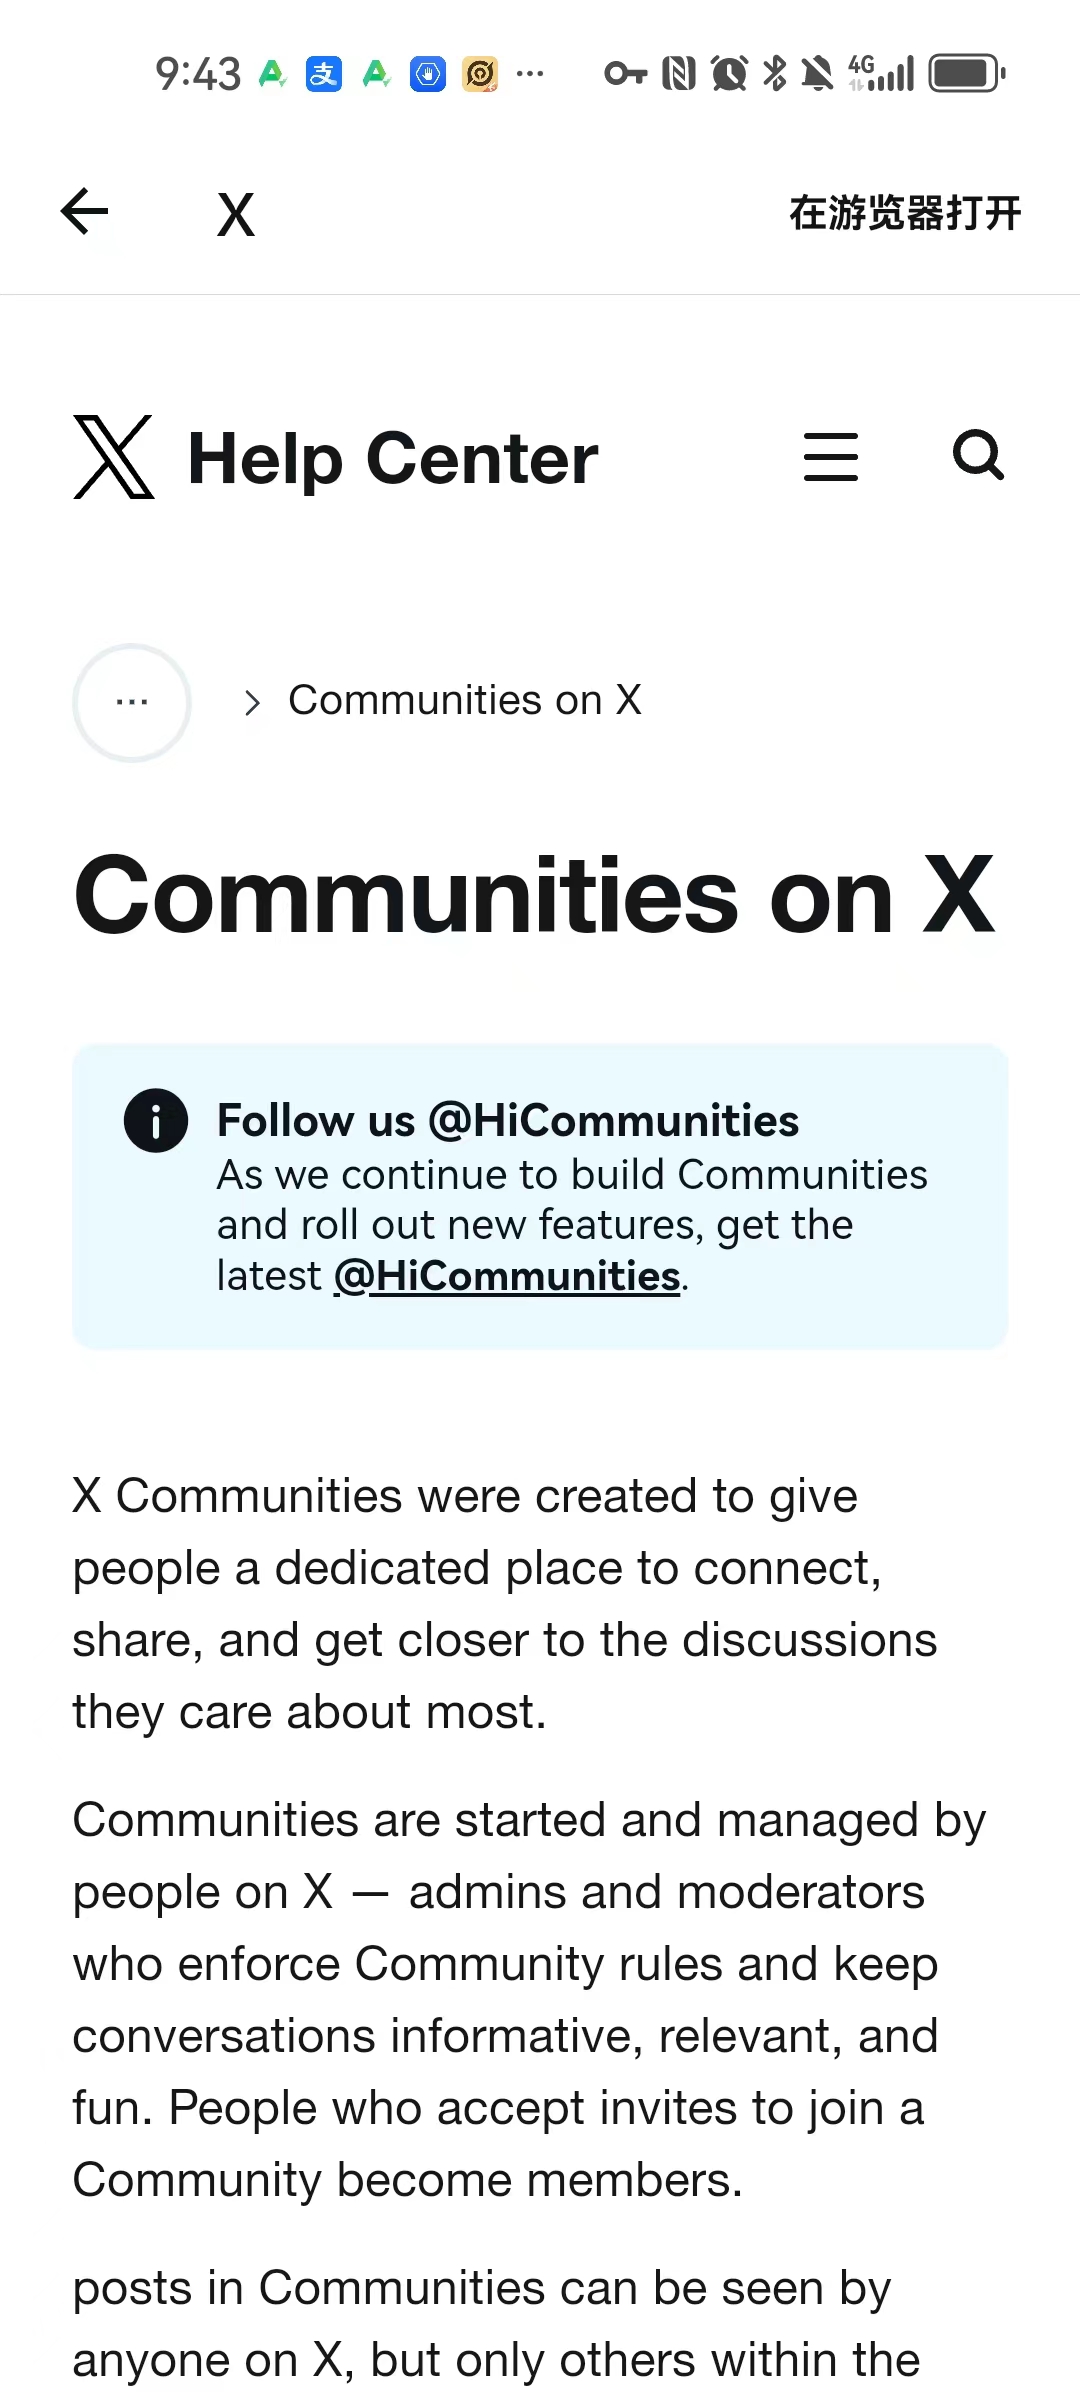 9:43
4G
X
在浏览器打开
X Help Center
... > Communities on X
Communities on X
Follow us @HiCommunities
As we continue to build Communities
and roll out new features, get the
latest @HiCommunities.
X Communities were created to give
people a dedicated place to connect,
share, and get closer to the discussions
they care about most.
Communities are started and managed by
people on X — admins and moderators
who enforce Community rules and keep
conversations informative, relevant, and
fun. People who accept invites to join a
Community become members.
posts in Communities can be seen by
anyone on X, but only others within the